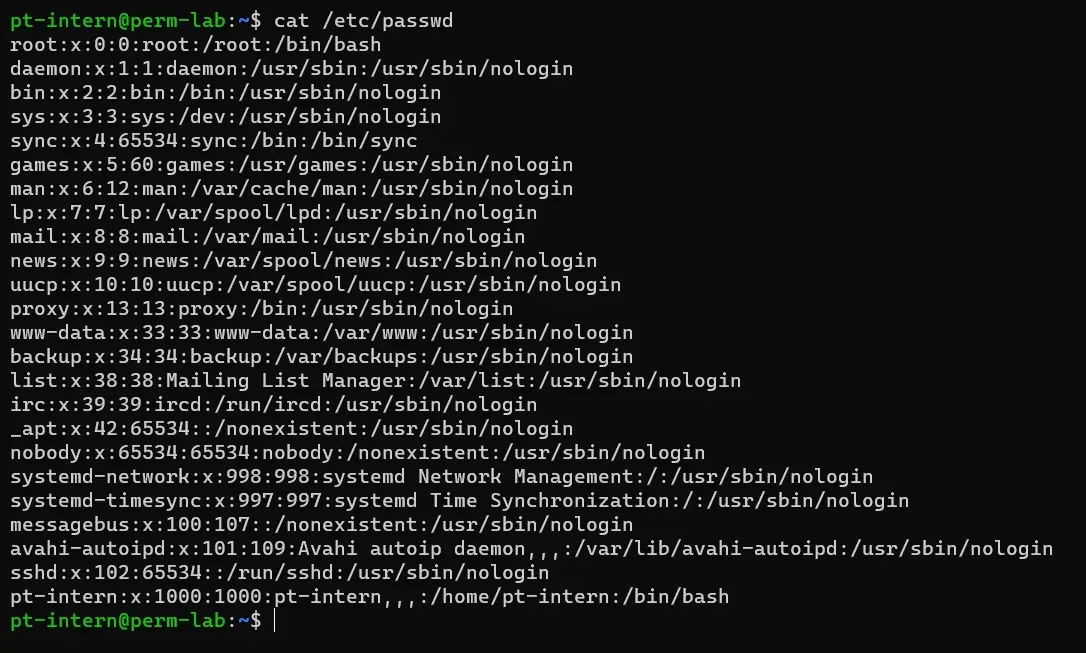 pt-intern@perm-lab:~$ cat /etc/passwd
root:x:0:0:root:/root:/bin/bash
daemon:x:1:1:daemon:/usr/sbin:/usr/sbin/nologin
bin:x:2:2:bin:/bin:/usr/sbin/nologin
sys:x:3:3:sys:/dev:/usr/sbin/nologin
sync:x:4:65534:sync:/bin:/bin/sync
games:x:5:60:games:/usr/games:/usr/sbin/nologin
man:x:6:12:man:/var/cache/man:/usr/sbin/nologin
lp:x:7:7:lp:/var/spool/lpd:/usr/sbin/nologin
mail:x:8:8:mail:/var/mail:/usr/sbin/nologin
news:x:9:9:news:/var/spool/news:/usr/sbin/nologin
uucp:x:10:10:uucp:/var/spool/uucp:/usr/sbin/nologin
proxy:x:13:13:proxy:/bin:/usr/sbin/nologin
www-data:x:33:33:www-data:/var/www:/usr/sbin/nologin
backup:x:34:34:backup:/var/backups:/usr/sbin/nologin
list:x:38:38:Mailing List Manager:/var/list:/usr/sbin/nologin
irc:x:39:39:ircd:/run/ircd:/usr/sbin/nologin
_apt:x:42:65534::/nonexistent:/usr/sbin/nologin
nobody:x:65534:65534:nobody:/nonexistent:/usr/sbin/nologin
systemd-network:x:998:998:systemd Network Management:/:/usr/sbin/nologin
systemd-timesync:x:997:997:systemd Time Synchronization:/:/usr/sbin/nologin
messagebus:x:100:107::/nonexistent:/usr/sbin/nologin
avahi-autoipd:x:101:109:Avahi autoip daemon,,,:/var/lib/avahi-autoipd:/usr/sbin/nologin
sshd:x:102:65534::/run/sshd:/usr/sbin/nologin
pt-intern:x:1000:1000:pt-intern,,,:/home/pt-intern:/bin/bash
pt-intern@perm-lab:~$